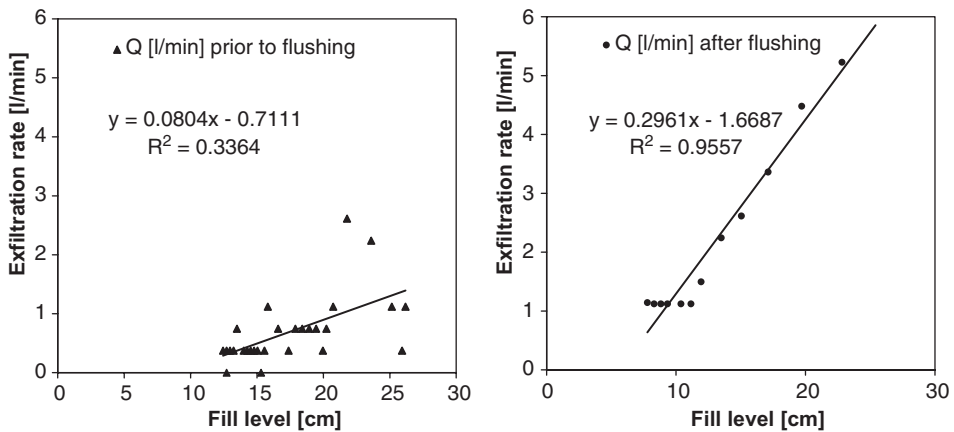 6
5
4
3
2
1
0
Exfiltration rate [l/min]
▲ Q [l/min] prior to flushing
y = 0.0804x - 0.7111
R² = 0.3364
0 5 10 15 20 25 30
Fill level [cm]
6
5
4
3
2
1
0
Exfiltration rate [l/min]
● Q [l/min] after flushing
y = 0.2961x - 1.6687
R² = 0.9557
0 10 20 30
Fill level [cm]